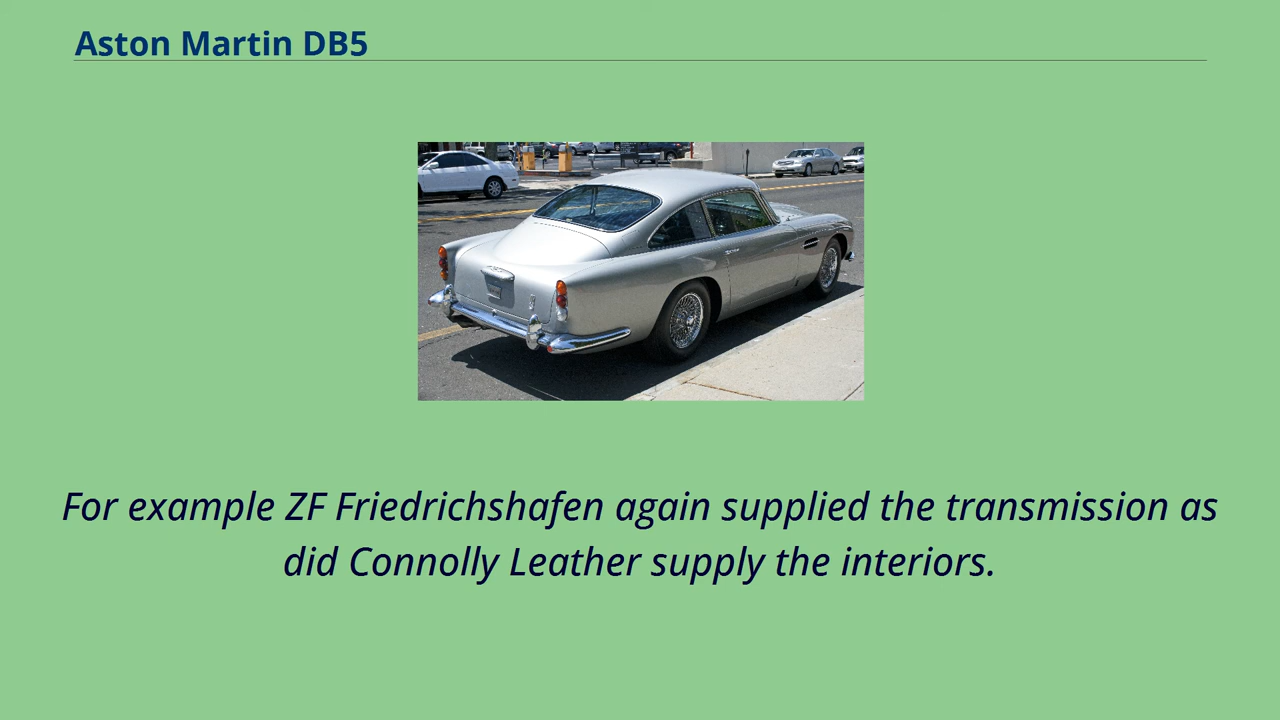 Aston Martin DB5
For example ZF Friedrichshafen again supplied the transmission as
did Connolly Leather supply the interiors.